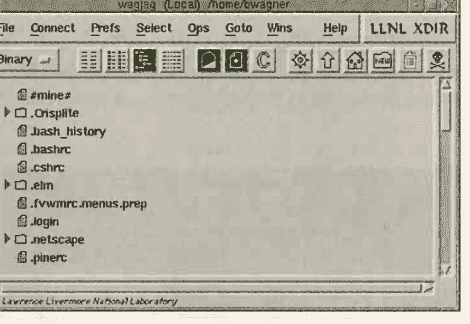 wagjag (Local) /home/bwagner
File Connect Prefs Select Ops Goto Wins Help LLNL XDIR
Binary NEW
#mine#
.Crisplite
.bash_history
.bashrc
.cshrc
.elm
.fvwmrc.menus.prep
.login
.netscape
.pinerc
Lawrence Livermore National Laboratory